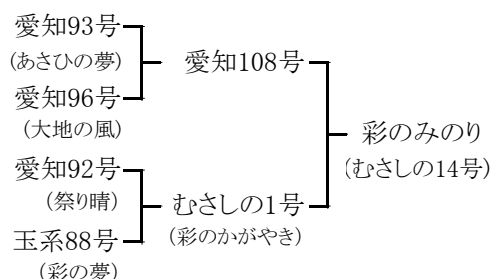 愛知93号
(あさひの夢)
愛知108号
愛知96号
(大地の風)
彩のみのり
(むさしの14号)
愛知92号
(祭り晴)
むさしの1号
(彩のかがやき)
玉系88号
(彩の夢)